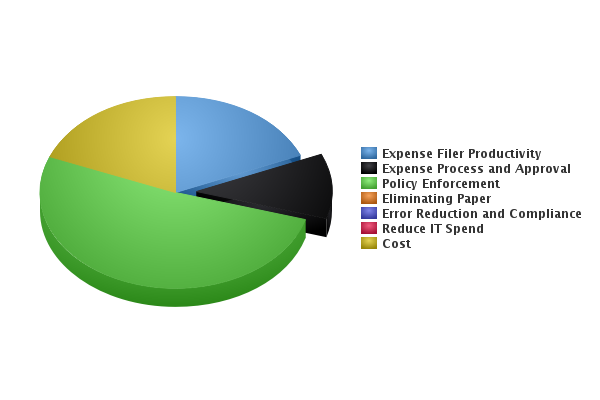 Expense Filer Productivity
Expense Process and Approval
Policy Enforcement
Eliminating Paper
Error Reduction and Compliance
Reduce IT Spend
Cost